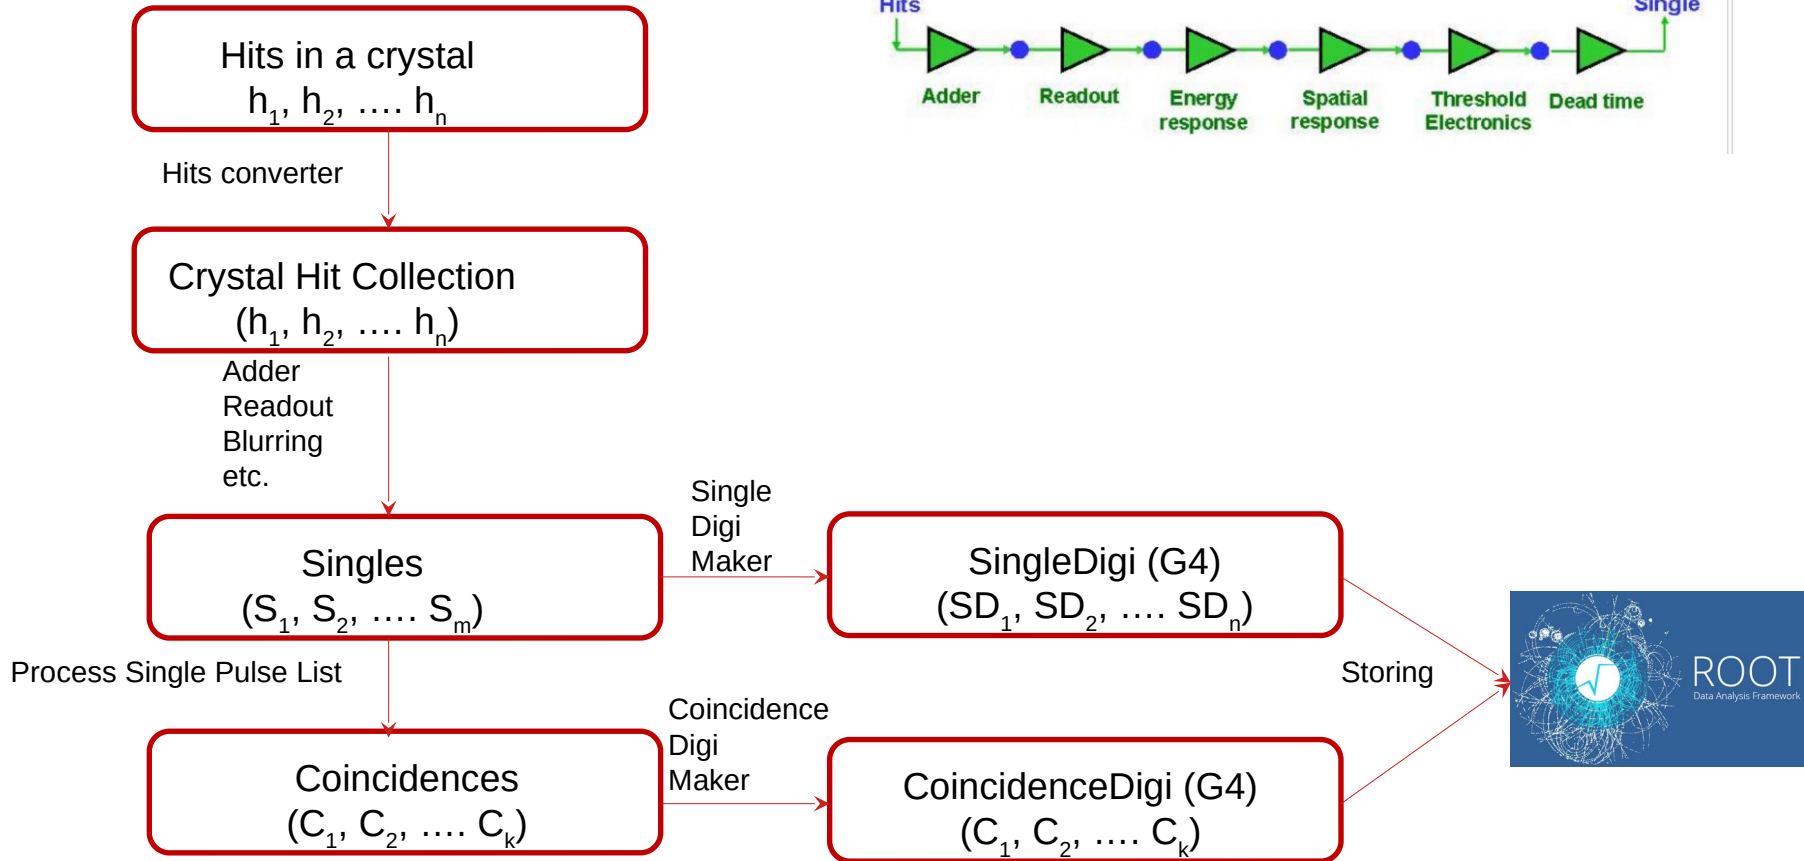 Hits in a crystal
h1, h2, .... hn
Hits converter
Crystal Hit Collection
(h1, h2, .... hn)
Adder
Readout
Blurring
etc.
Singles
(S1, S2, .... Sm)
Process Single Pulse List
Coincidences
(C1, C2, .... Ck)
Single
Digi
Maker
SingleDigi (G4)
(SD1, SD2, .... SDn)
Coincidence
Digi
Maker
CoincidenceDigi (G4)
(C1, C2, .... Ck)
Storing
ROOT
Data Analysis Framework
Hits
Single
Adder
Readout
Energy
response
Spatial
response
Threshold
Electronics
Dead time